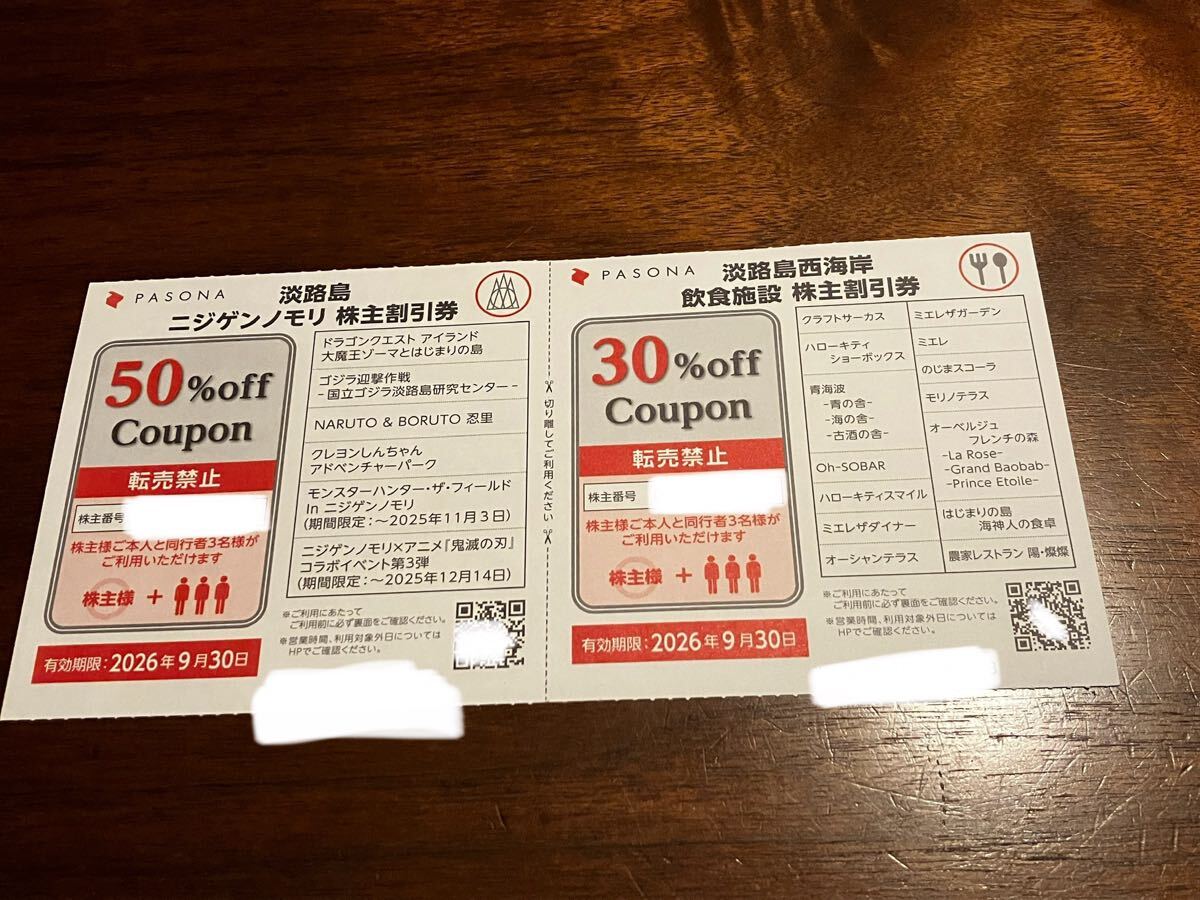 PASONA
淡路島
ニジゲンノモリ 株主割引券
50%off
Coupon
転売禁止
株主番号
株主様ご本人と同行者3名様が
ご利用いただけます
株主様 +
有効期限:2026年9月30日
ドラゴンクエスト アイランド
大魔王ゾーマとはじまりの島
ゴジラ迎撃作戦
-国立ゴジラ淡路島研究センター-
NARUTO & BORUTO 忍里
クレヨンしんちゃん
アドベンチャーパーク
モンスターハンター・ザ・フィールド
In ニジゲンノモリ
(期間限定:~2025年11月3日)
ニジゲンノモリ×アニメ『鬼滅の刃』
コラボイベント第3弾
(期間限定:~2025年12月14日)
※ご利用にあたって
ご利用前に必ず裏面をご確認ください。
※営業時間、利用対象外日については
HPでご確認ください。
切り離してご利用ください
PASONA
淡路島西海岸
飲食施設 株主割引券
30%off
Coupon
転売禁止
株主番号
株主様ご本人と同行者3名様が
ご利用いただけます
株主様 +
有効期限:2026年9月30日
クラフトサーカス
ハローキティ
ショーボックス
青海波
-青の舎-
-海の舎-
-古酒の舎-
Oh-SOBAR
ハローキティスマイル
ミエレザダイナー
オーシャンテラス
ミエレザガーデン
ミエレ
のじまスコーラ
モリノテラス
オーベルジュ
フレンチの森
-La Rose-
-Grand Baobab-
-Prince Etoile-
はじまりの島
海神人の食卓
農家レストラン 陽・燦燦
※ご利用にあたって
ご利用前に必ず裏面をご確認ください。
※営業時間、利用対象外日については
HPでご確認ください。